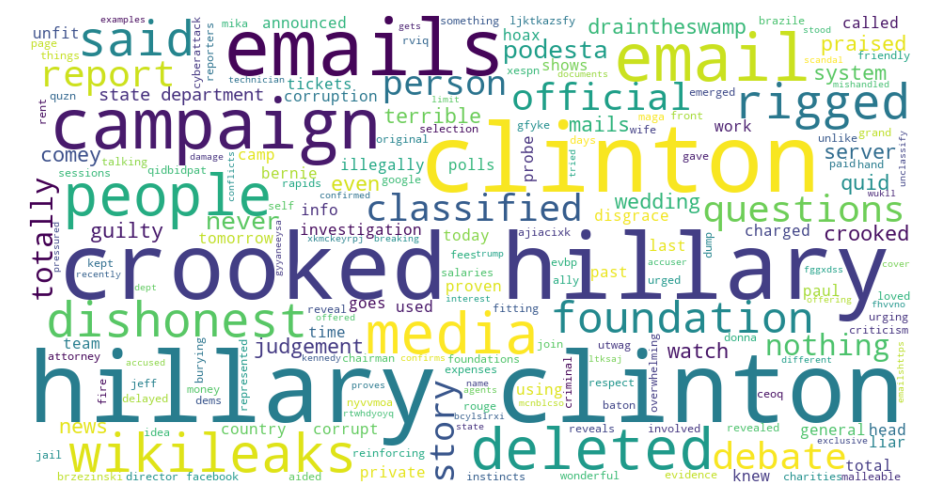 examples
mika
announced
gets
something
ljktkazsfy
draintheswamp
brazile
stood
called
unfit
said
cyberattack
reporters
emails
rviq
hoax
podesta
email
praised
page
things
report
technician
tickets
person
xespn
shows
documents
official
system
scandal
friendly
mishandled
rigged
quzn
state department
corruption
limit
terrible
emerged
rent
campaign
original
selection
gfyke
mails
maga
front
wife
work
unlike
grand
comey
talking
camp
illegally
polls
probe
days
tried
gave
clinton
server
paid
hand
unclassify
sessions
qidbidpat
bernie
google
even
damage
conflicts
rapids
confirmed
quid
wukll
people
never
self
info
classified
wedding
disgrace
questions
totally
guilty
tomorrow
investigation
ajiacixk
charged
crooked
pressured
gyyaneeysa
xkmckeyrpj
breaking
today
last
accuser
dump
crooked hillary
kept
recently
fees
trump
evbp
past
urged
fggxdss
cover
dept
salaries
proven
ally
paul
loved
offering
fhvvno
reveal
goes
used
interest
fitting
offered
dishonest
time
media
foundation
urging
criticism
team
judgement
kennedy
chairman
utwag
join
watch
donna
nothing
attorney
accused
represented
foundations
confirms
ltksaj
overwhelming
different
burying
expenses
hillary clinton
fire
jeff
delayed
money
dems
proves
nyvvmoa
rtwhdyoyq
name
agents
mcnblcso
bcylslrxi
using
criminal
respect
ceoq
emailshttps
news
idea
country
corrupt
rouge
state
story
reveals
baton
involved
revealed
general
exclusive
head
liar
jail
wikileaks
reinforcing
private
deleted
debate
total
brzezinski
director
facebook
aided
instincts
wonderful
evidence
knew
charities
malleable